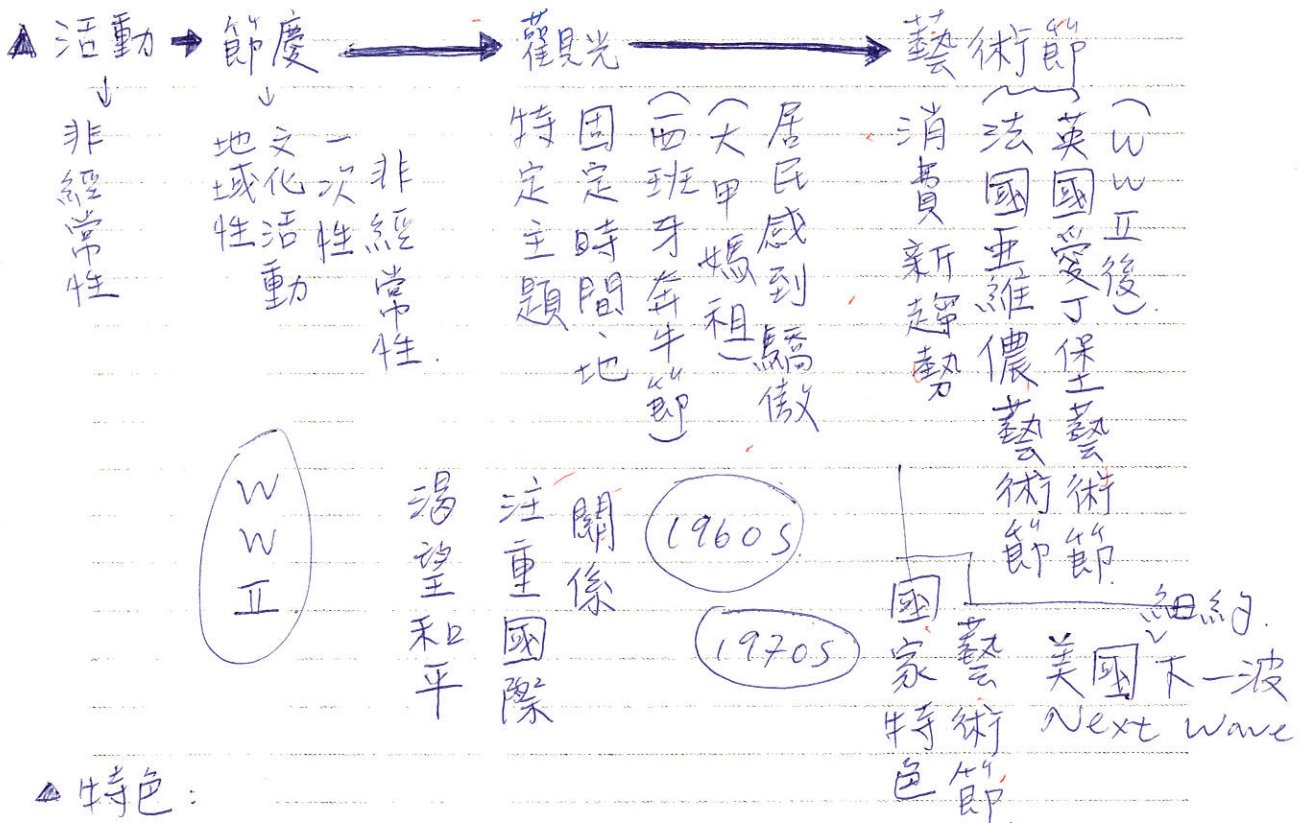 ▲ 活動 → 節慶 → 觀光 → 藝術節
↓
非經常性
↓
地域性
文化活動
一次性
非經常性.
特定主題
固定時間、地
(西班牙奔牛節)
(大甲媽祖)
居民感到驕傲
消費新趨勢
法國亞維儂藝術節
英國愛丁堡藝術節.
(WWII後).
WWII
渴望和平
注重國際
關係
1960s
1970s
國家特色
藝術節.
紐約.
美國下一波
Next Wave
▲ 特色: